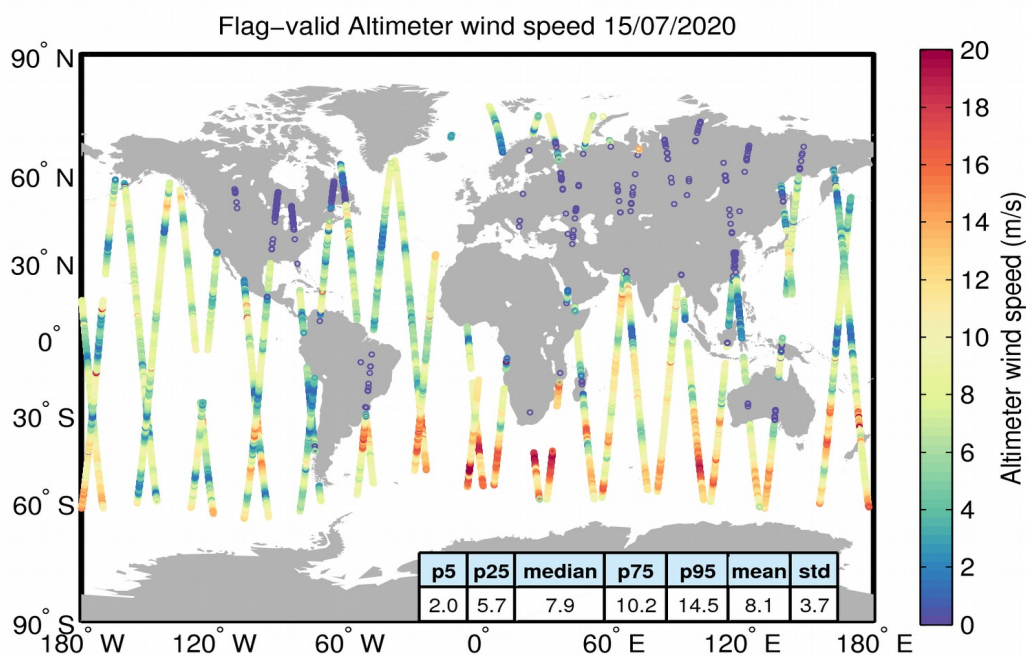 Flag−valid Altimeter wind speed 15/07/2020
90° N
60° N
30° N
0°
30° S
60° S
90° S
180° W
120° W
60° W
0°
60° E
120° E
180° E
20
18
16
14
12
10
8
6
4
2
0
Altimeter wind speed (m/s)
p5 p25 median p75 p95 mean std
2.0 5.7 7.9 10.2 14.5 8.1 3.7